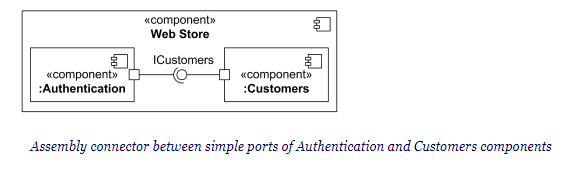 «component»
Web Store
ICustomers
«component»
:Authentication
«component»
:Customers
Assembly connector between simple ports of Authentication and Customers components